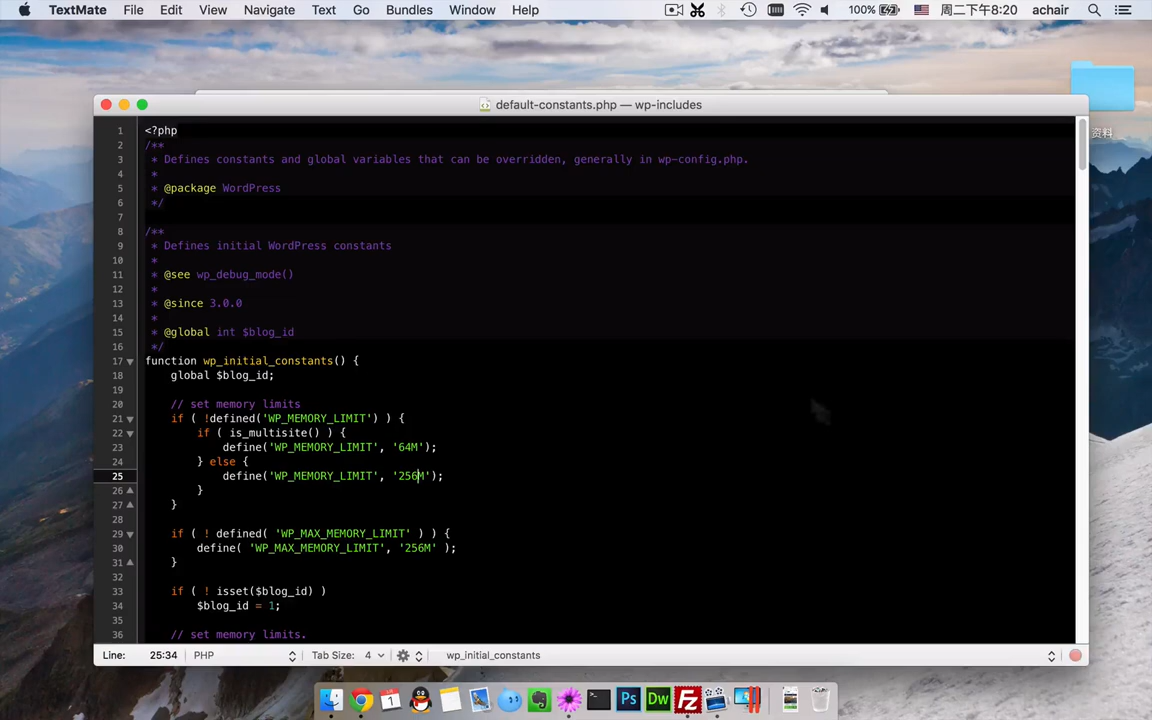 TextMate File Edit View Navigate Text Go Bundles Window Help 100% 周二下午8:20 achair
资料
default-constants.php — wp-includes
1 <?php
2 /**
3 * Defines constants and global variables that can be overridden, generally in wp-config.php.
4 *
5 * @package WordPress
6 */
7
8 /**
9 * Defines initial WordPress constants
10 *
11 * @see wp_debug_mode()
12 *
13 * @since 3.0.0
14 *
15 * @global int $blog_id
16 */
17 function wp_initial_constants() {
18 global $blog_id;
19
20 // set memory limits
21 if ( !defined('WP_MEMORY_LIMIT') ) {
22 if ( is_multisite() ) {
23 define('WP_MEMORY_LIMIT', '64M');
24 } else {
25 define('WP_MEMORY_LIMIT', '256M');
26 }
27 }
28
29 if ( ! defined( 'WP_MAX_MEMORY_LIMIT' ) ) {
30 define( 'WP_MAX_MEMORY_LIMIT', '256M' );
31 }
32
33 if ( ! isset($blog_id) )
34 $blog_id = 1;
35
36 // set memory limits.
Line: 25:34 PHP Tab Size: 4 wp_initial_constants
1 Ps Dw Fz